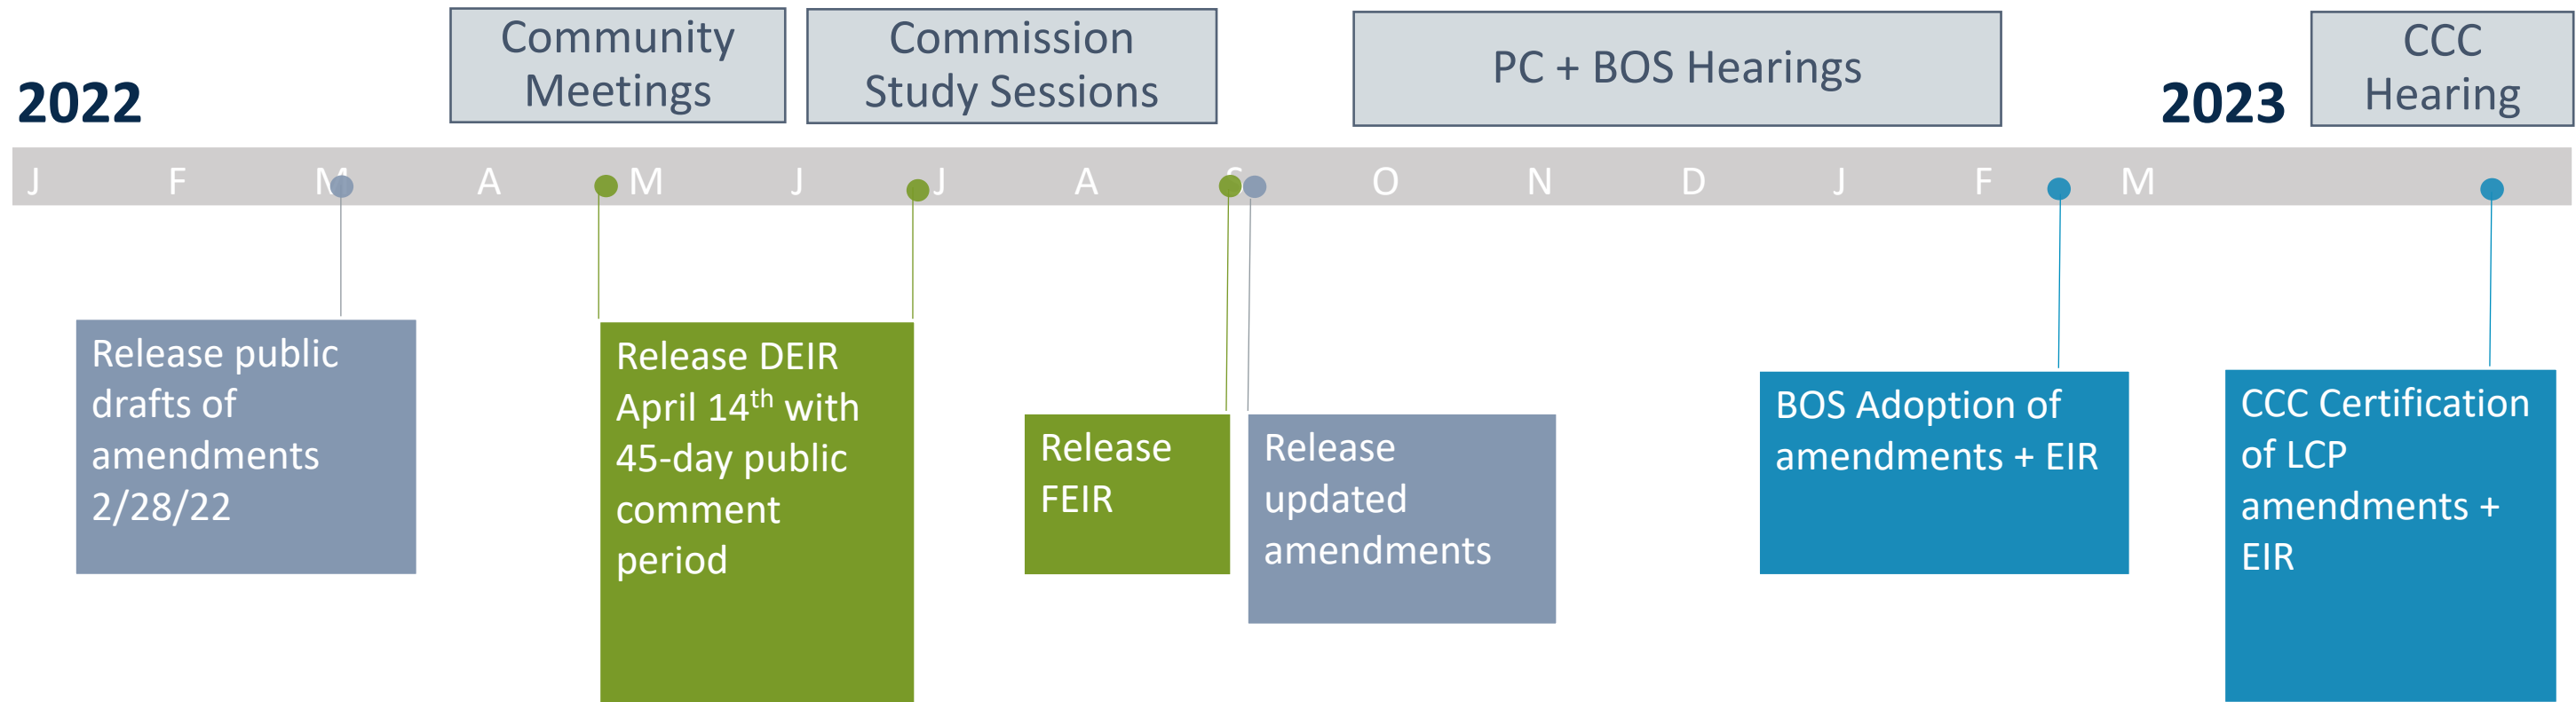 Community
Meetings
Commission
Study Sessions
PC + BOS Hearings
CCC
Hearing
2022
2023
J F M A M J J A S O N D J F M
Release public
drafts of
amendments
2/28/22
Release DEIR
April 14th with
45-day public
comment
period
Release
FEIR
Release
updated
amendments
BOS Adoption of
amendments + EIR
CCC Certification
of LCP
amendments +
EIR